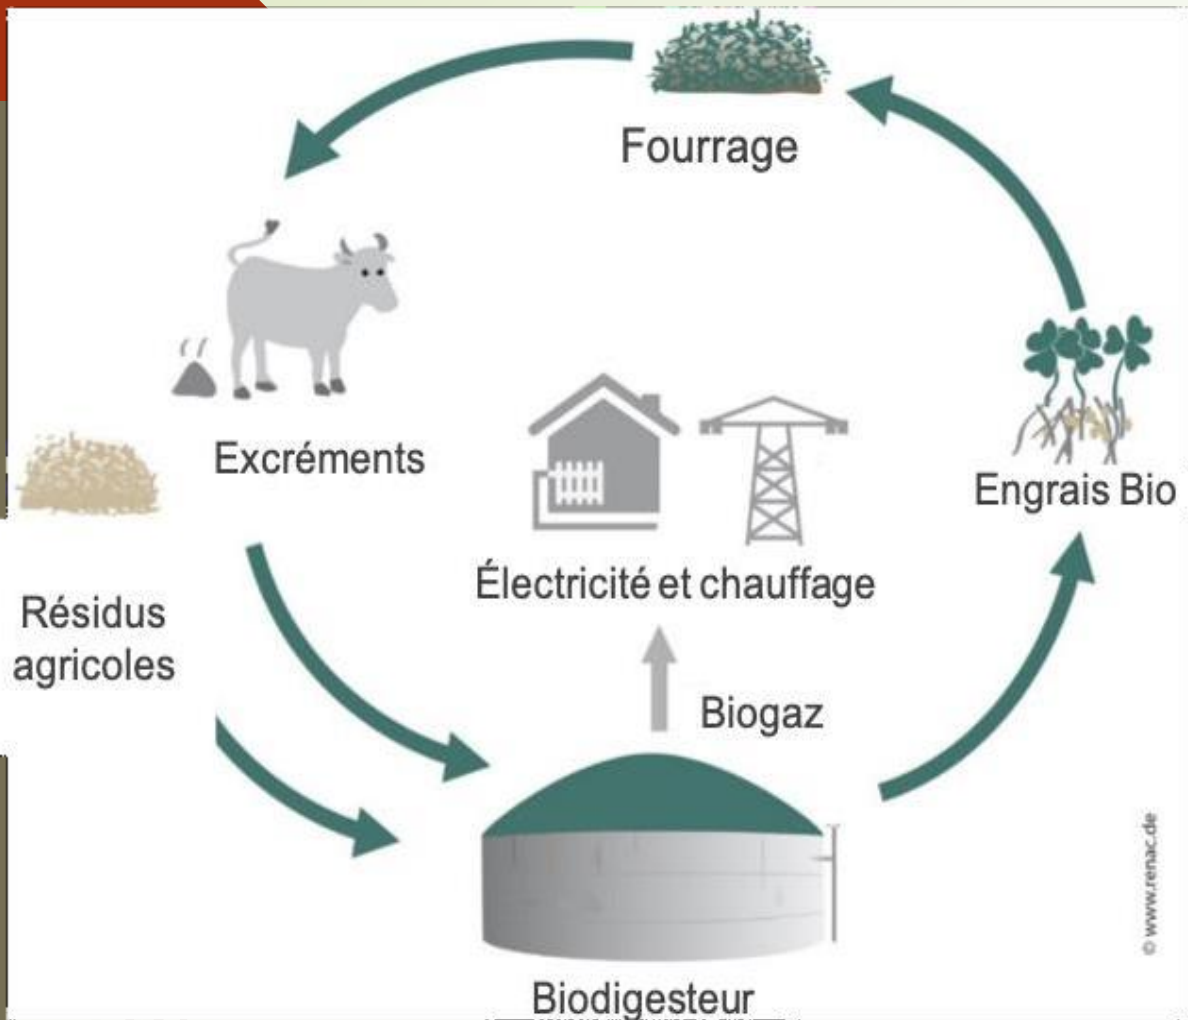 Fourrage
Excréments
Engrais Bio
Électricité et chauffage
Résidus
agricoles
Biogaz
Biodigesteur
© www.renac.de